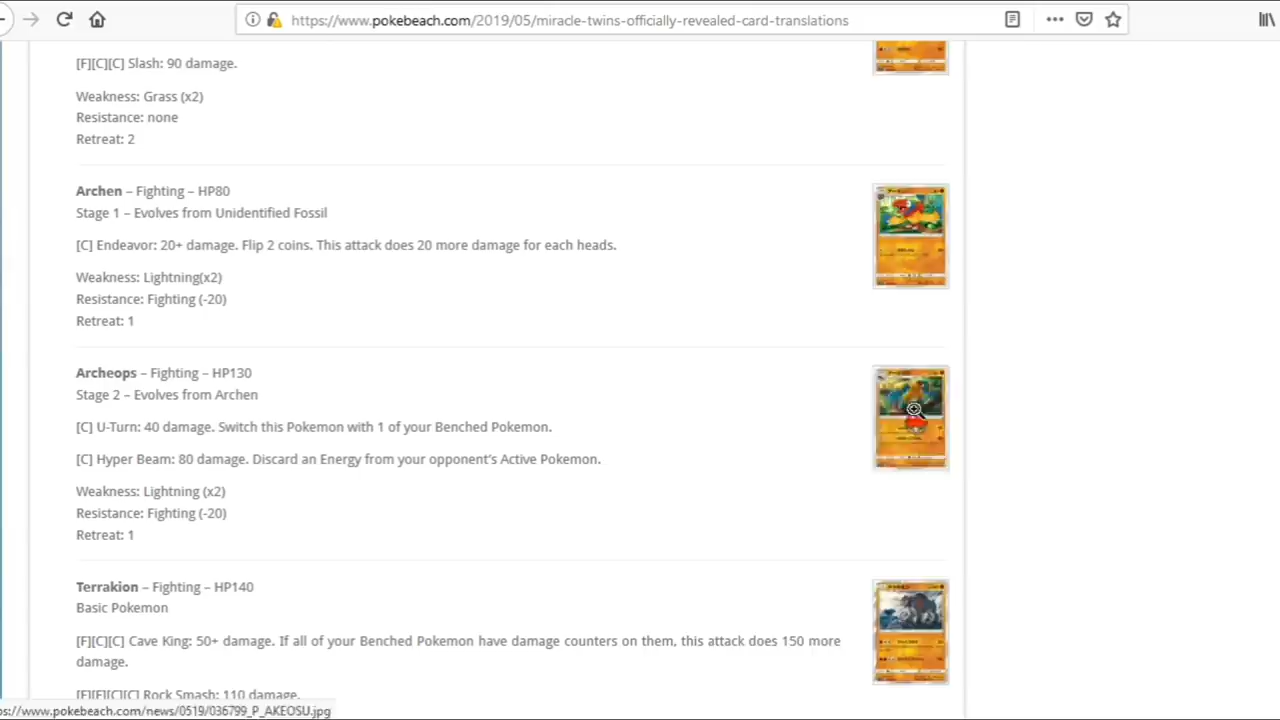 https://www.pokebeach.com/2019/05/miracle-twins-officially-revealed-card-translations
[F][C][C] Slash: 90 damage.
Weakness: Grass (x2)
Resistance: none
Retreat: 2
Archen – Fighting – HP80
Stage 1 – Evolves from Unidentified Fossil
[C] Endeavor: 20+ damage. Flip 2 coins. This attack does 20 more damage for each heads.
Weakness: Lightning(x2)
Resistance: Fighting (-20)
Retreat: 1
Archeops – Fighting – HP130
Stage 2 – Evolves from Archen
[C] U-Turn: 40 damage. Switch this Pokemon with 1 of your Benched Pokemon.
[C] Hyper Beam: 80 damage. Discard an Energy from your opponent's Active Pokemon.
Weakness: Lightning (x2)
Resistance: Fighting (-20)
Retreat: 1
Terrakion – Fighting – HP140
Basic Pokemon
[F][C][C] Cave King: 50+ damage. If all of your Benched Pokemon have damage counters on them, this attack does 150 more
damage.
[F][F][C][C] Rock Smash: 110 damage.
ps://www.pokebeach.com/news/0519/036799_P_AKEOSU.jpg